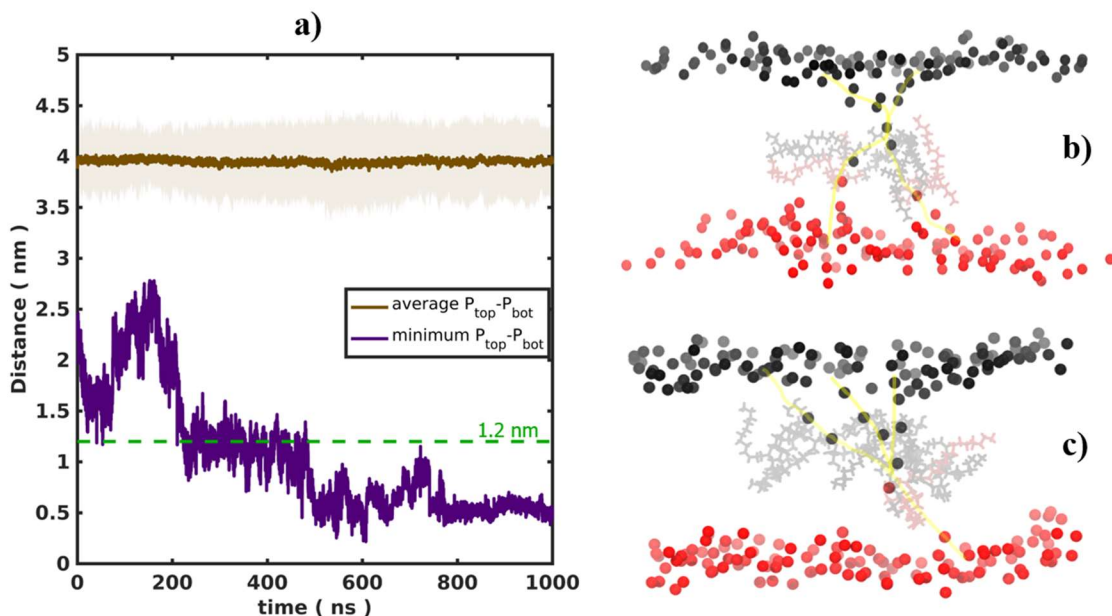 a)
5
4.5
4
3.5
3
2.5
2
1.5
1
0.5
0
Distance ( nm )
average P_top-P_bot
minimum P_top-P_bot
1.2 nm
0 200 400 600 800 1000
time ( ns )
b)
c)